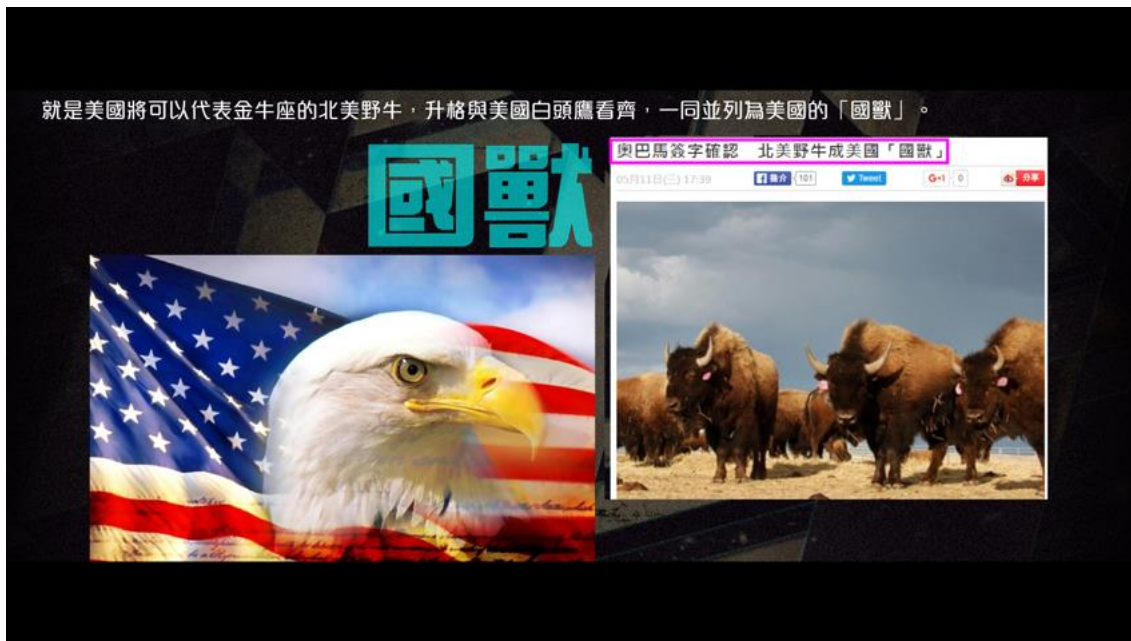 就是美國將可以代表金牛座的北美野牛,升格與美國白頭鷹看齊,一同並列為美國的「國獸」。
國獸
奧巴馬簽字確認 北美野牛成美國「國獸」
05月11日(三) 17:39 推介 101 Tweet G+1 0 分享